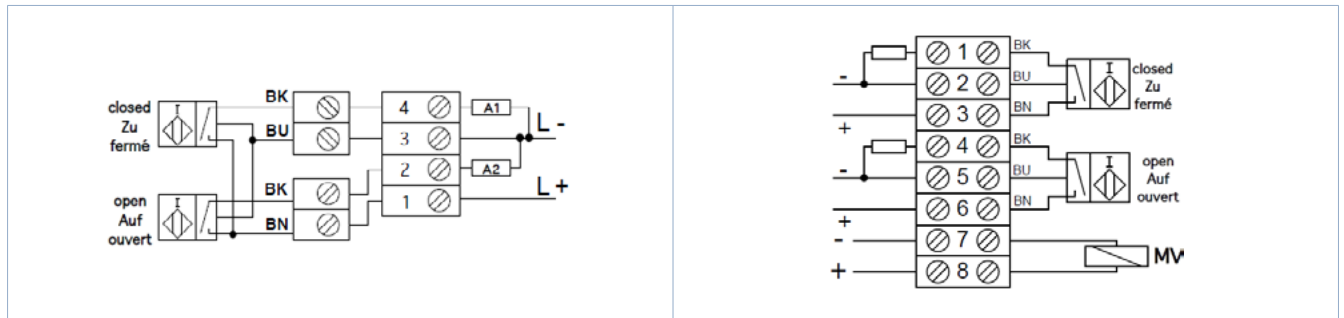 closed
Zu
fermé
I
BK
BU
4
A1
L -
3
2
A2
L +
1
open
Auf
ouvert
I
BK
BN
1
BK
2
BU
-
3
BN
+
I
closed
Zu
fermé
4
BK
5
BU
-
6
BN
+
I
open
Auf
ouvert
-
7
+
8
MV